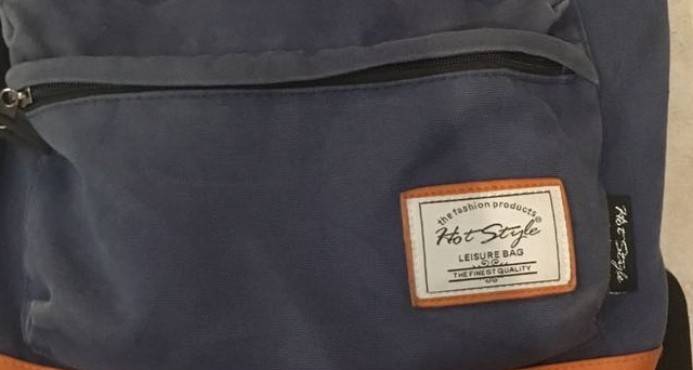 the fashion products®
Hot Style
LEISURE BAG
THE FINEST QUALITY
Hot Style